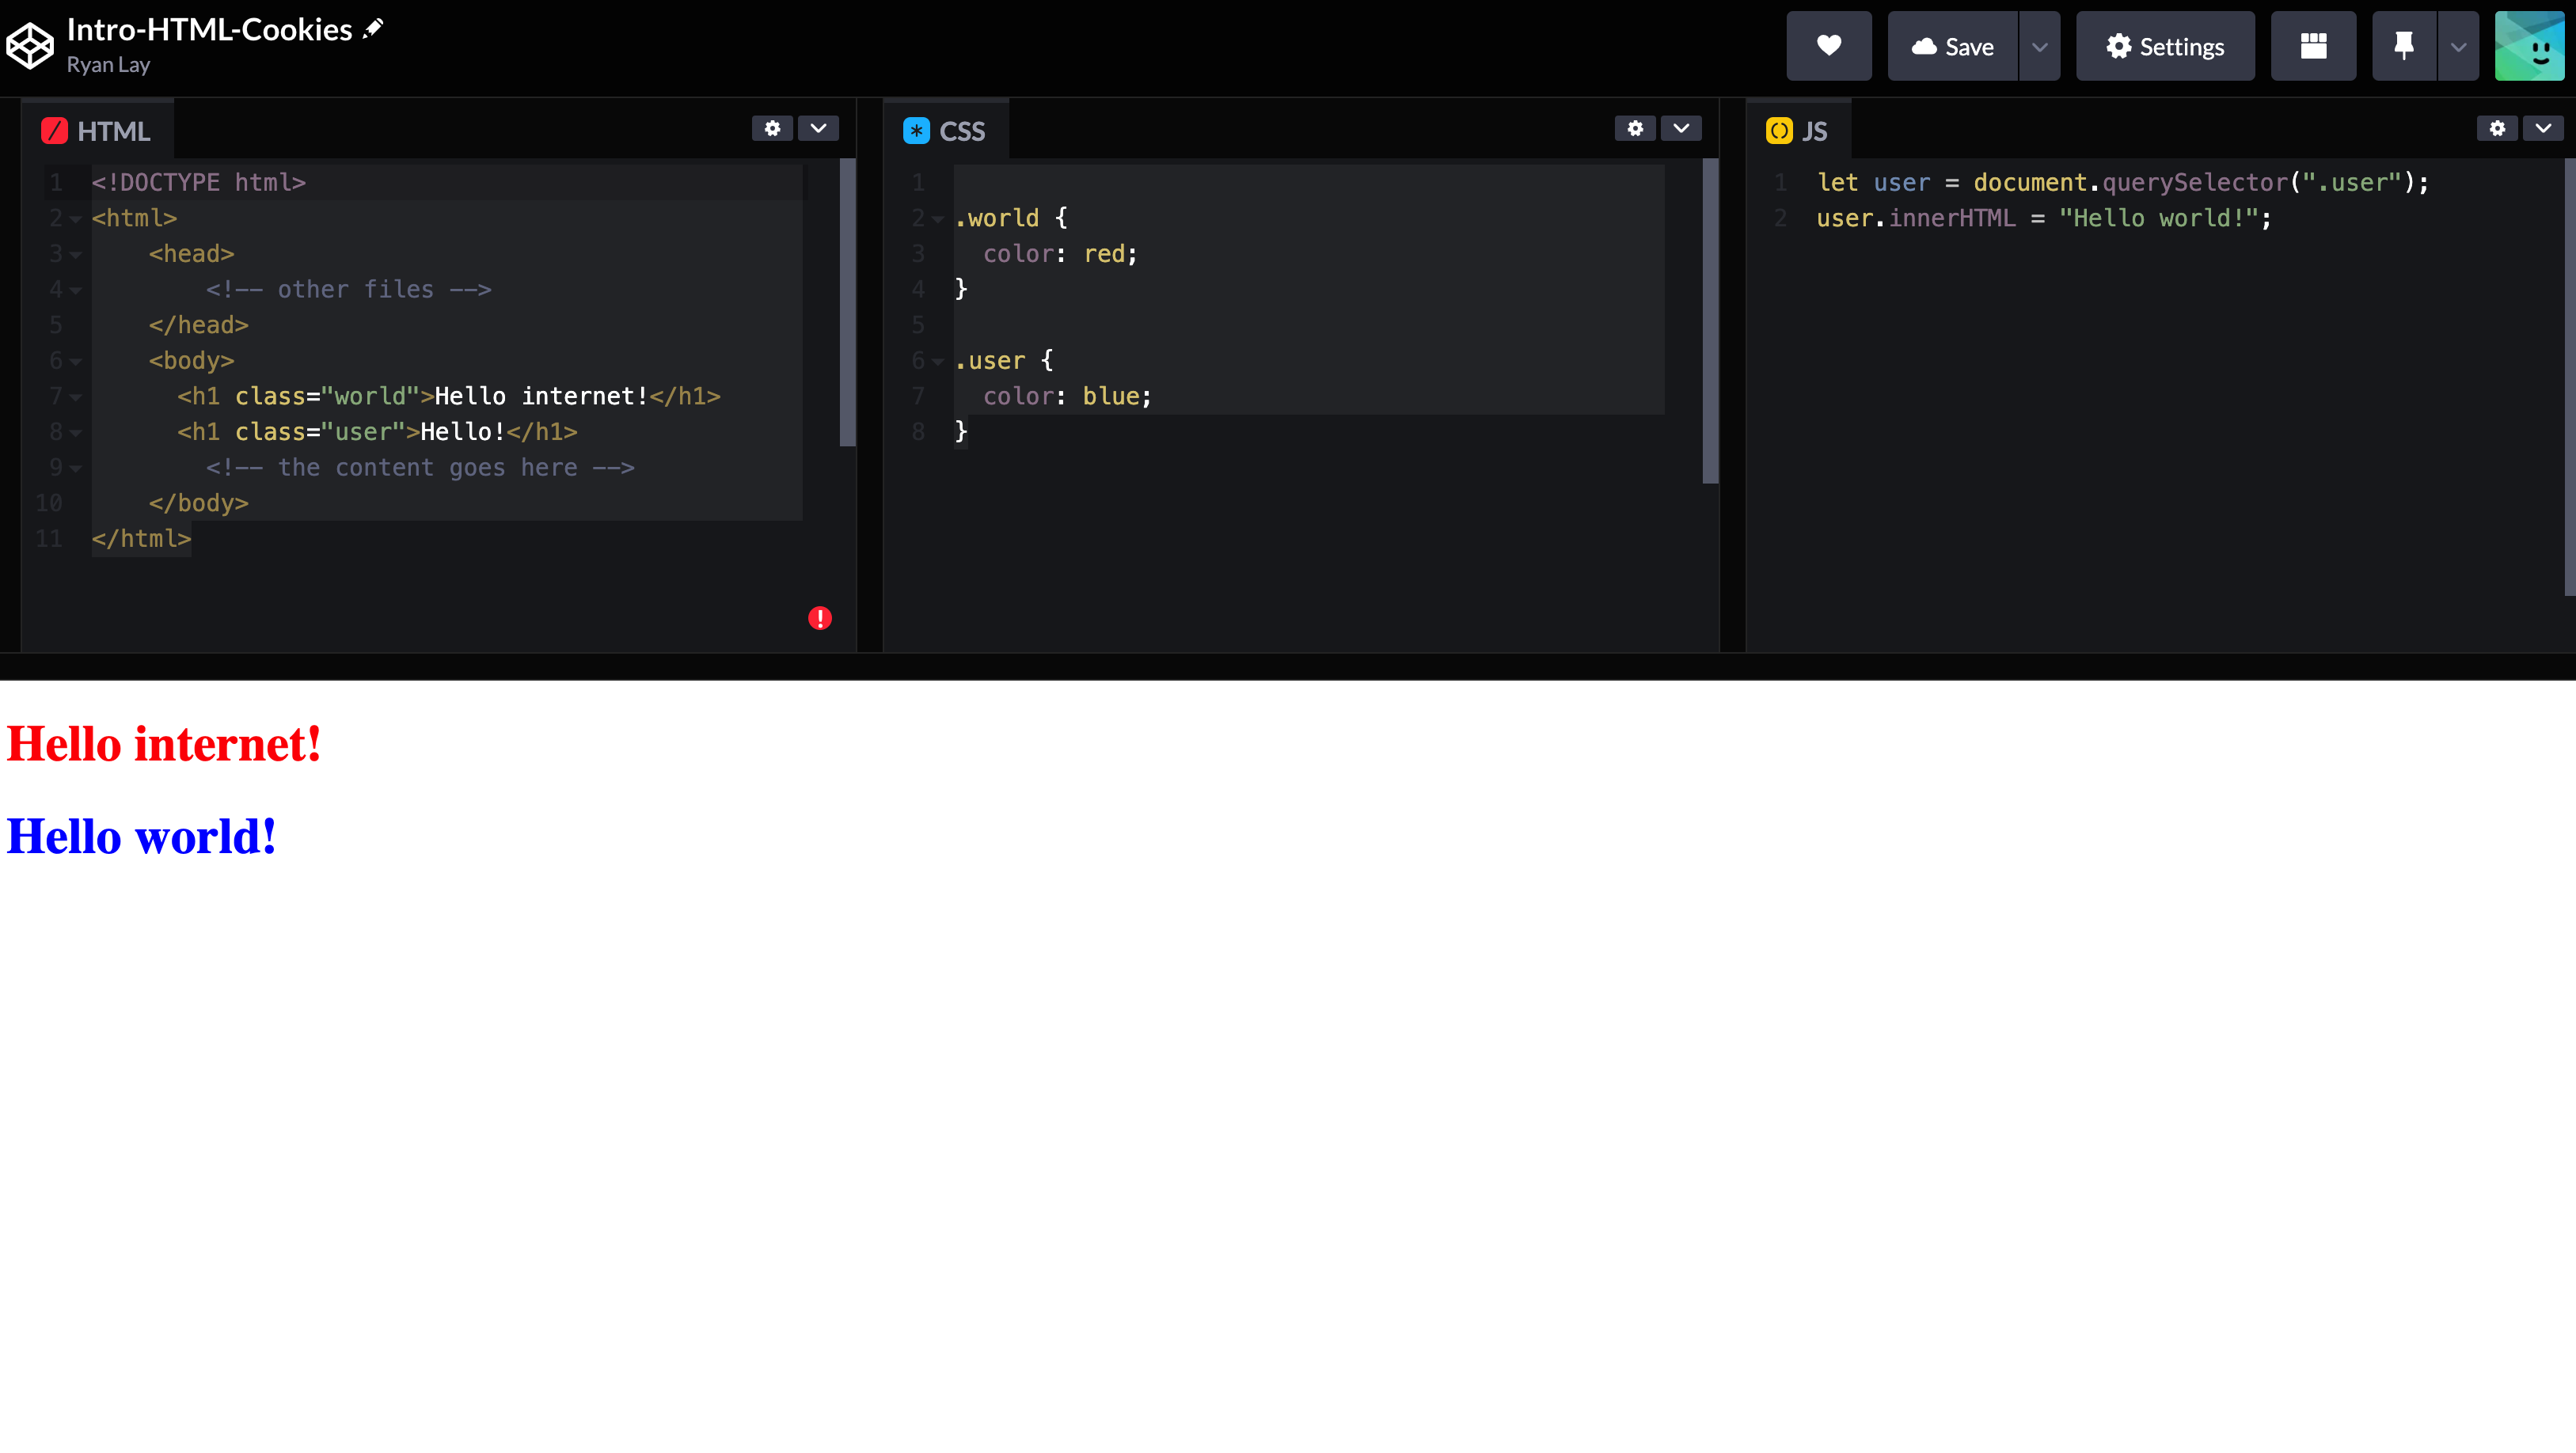 Intro-HTML-Cookies
Ryan Lay
Save
Settings
HTML
1 <!DOCTYPE html>
2 <html>
3     <head>
4         <!-- other files -->
5     </head>
6     <body>
7       <h1 class="world">Hello internet!</h1>
8       <h1 class="user">Hello!</h1>
9         <!-- the content goes here -->
10     </body>
11 </html>
CSS
1
2 .world {
3   color: red;
4 }
5
6 .user {
7   color: blue;
8 }
JS
1 let user = document.querySelector(".user");
2 user.innerHTML = "Hello world!";
Hello internet!
Hello world!